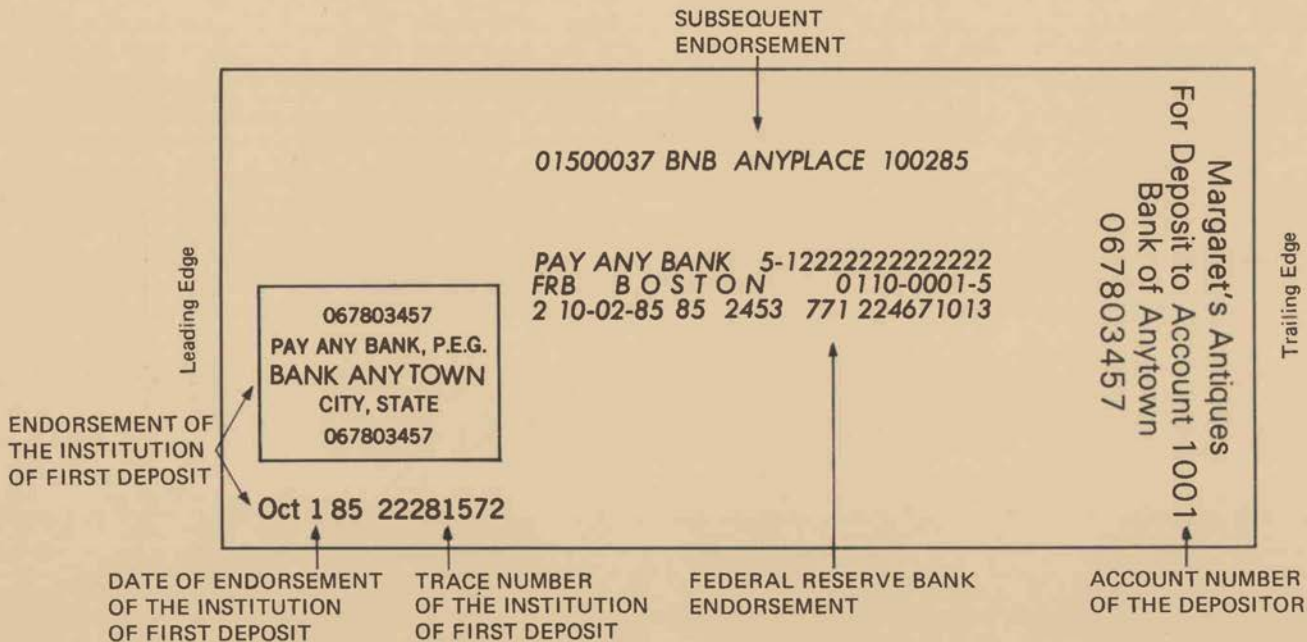 SUBSEQUENT
ENDORSEMENT
01500037 BNB ANYPLACE 100285
PAY ANY BANK 5-12222222222222
FRB BOSTON 0110-0001-5
2 10-02-85 85 2453 771 224671013
Leading Edge
067803457
PAY ANY BANK, P.E.G.
BANK ANYTOWN
CITY, STATE
067803457
Oct 1 85 22281572
Margaret's Antiques
For Deposit to Account 1001
Bank of Anytown
067803457
Trailing Edge
ENDORSEMENT OF
THE INSTITUTION
OF FIRST DEPOSIT
DATE OF ENDORSEMENT
OF THE INSTITUTION
OF FIRST DEPOSIT
TRACE NUMBER
OF THE INSTITUTION
OF FIRST DEPOSIT
FEDERAL RESERVE BANK
ENDORSEMENT
ACCOUNT NUMBER
OF THE DEPOSITOR